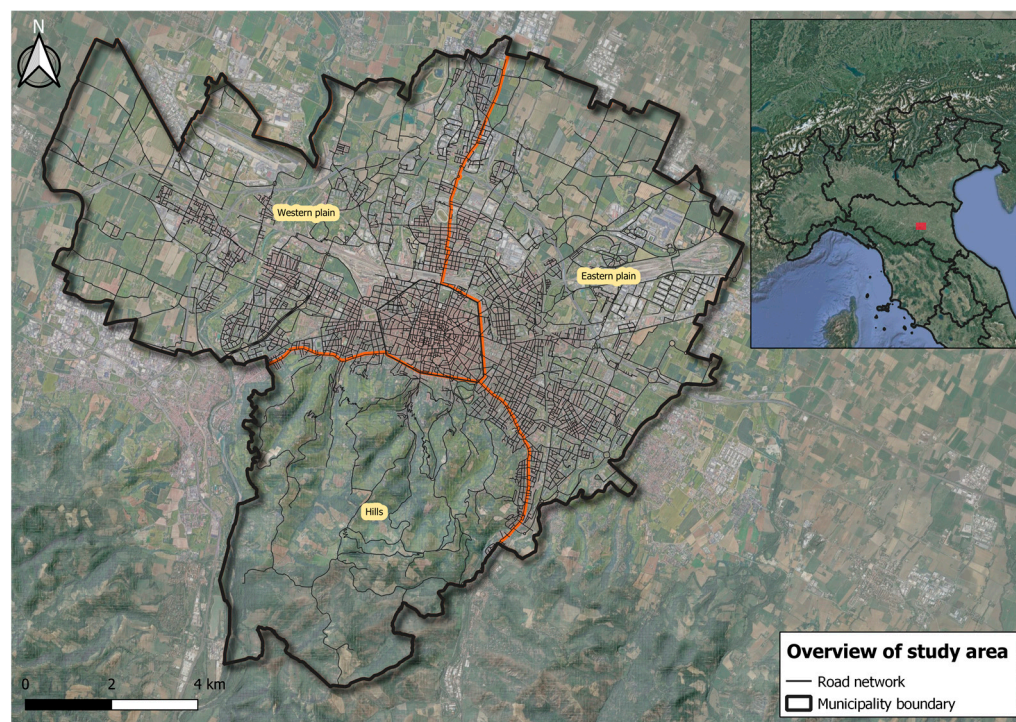 N
Western plain
Eastern plain
Hills
0 2 4 km
Overview of study area
Road network
Municipality boundary